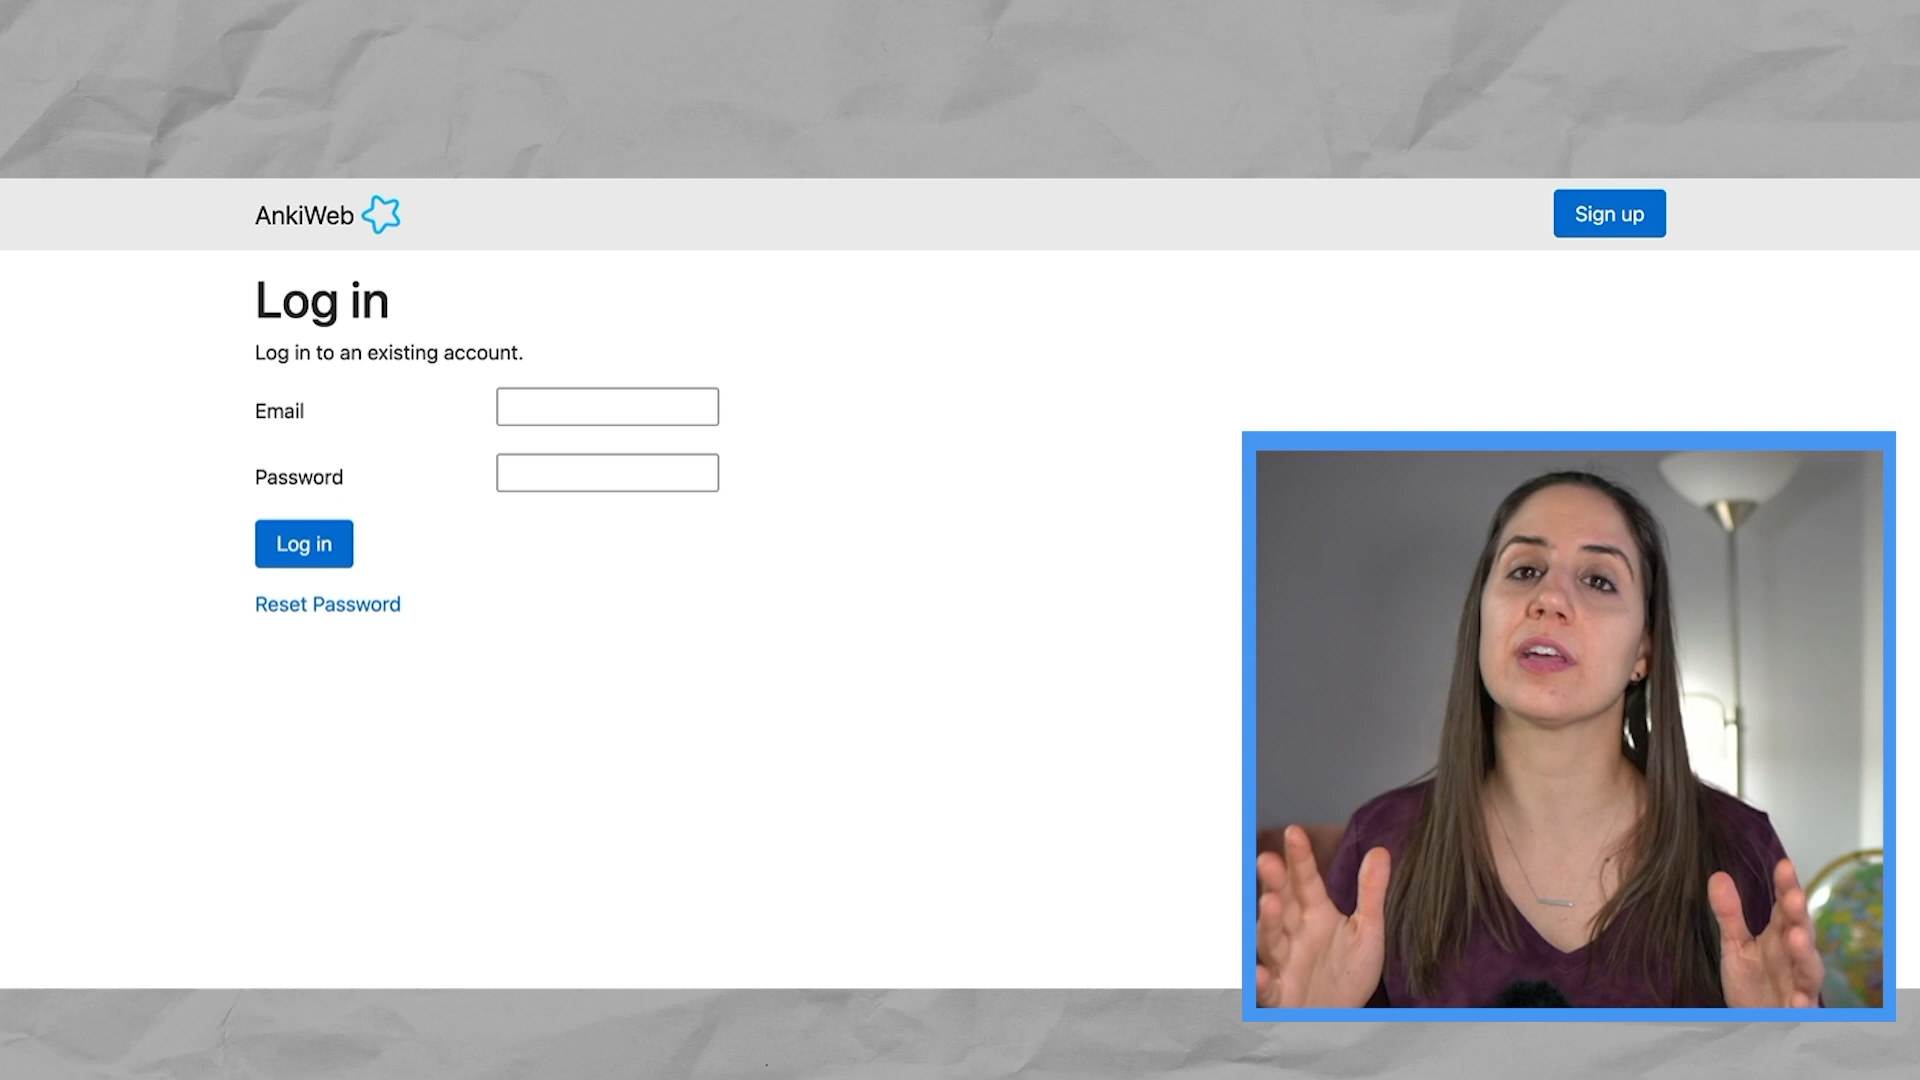 AnkiWeb
Sign up
Log in
Log in to an existing account.
Email
Password
Log in
Reset Password